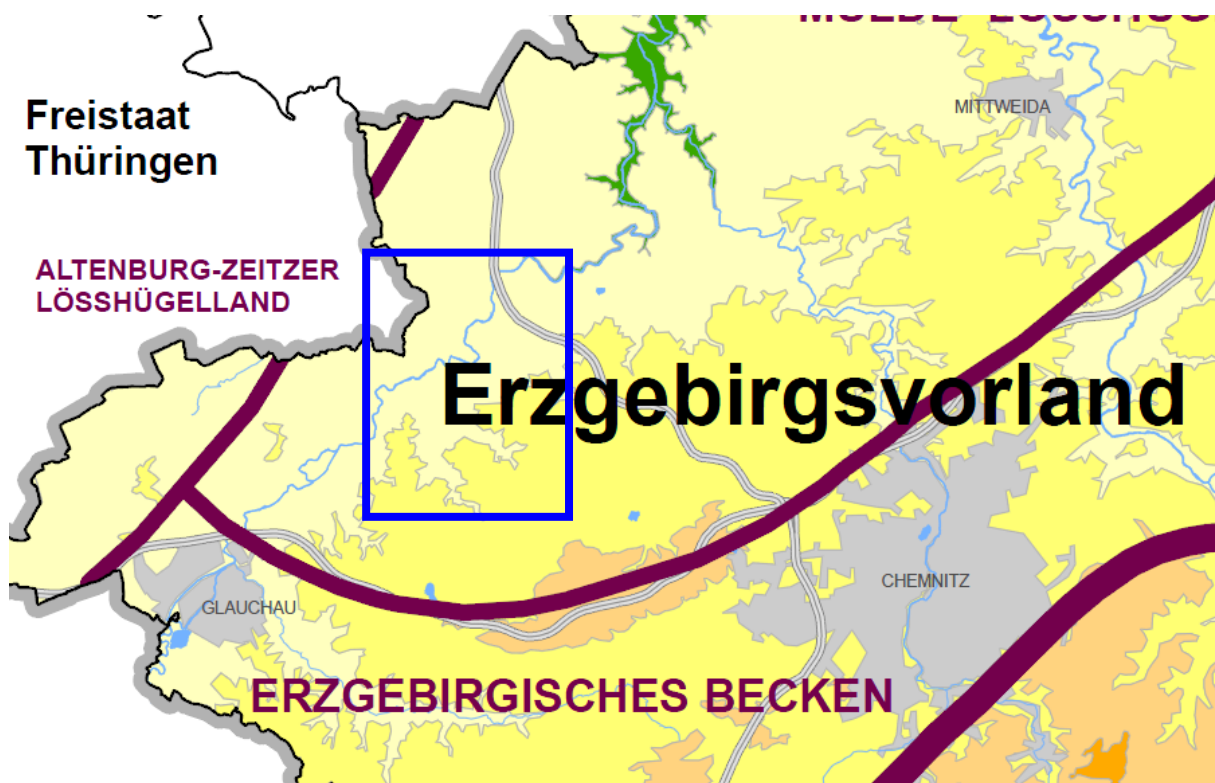 MITTWEIDA
Freistaat
Thüringen
ALTENBURG-ZEITZER
LÖSSHÜGELLAND
Erzgebirgsvorland
CHEMNITZ
GLAUCHAU
ERZGEBIRGISCHES BECKEN